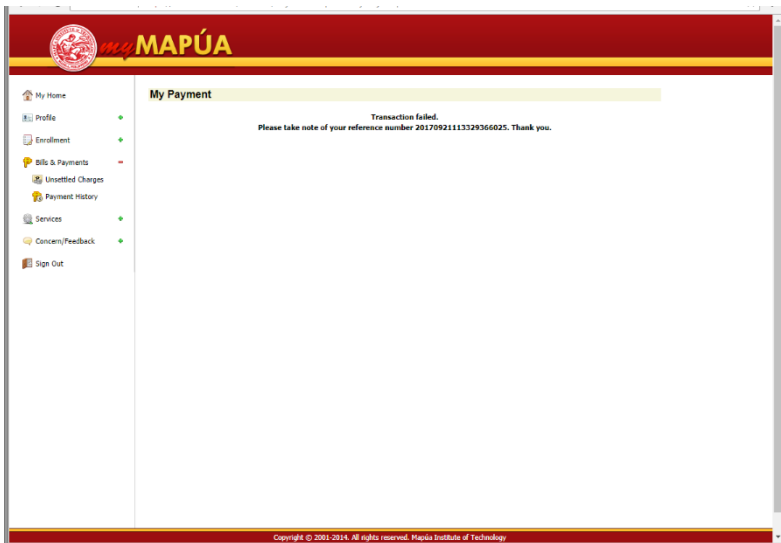 myMAPÚA
My Home
Profile
Enrollment
Bills & Payments
Unsettled Charges
Payment History
Services
Concern/Feedback
Sign Out
My Payment
Transaction failed.
Please take note of your reference number 20170921113329366025. Thank you.
Copyright © 2001-2014. All rights reserved. Mapúa Institute of Technology